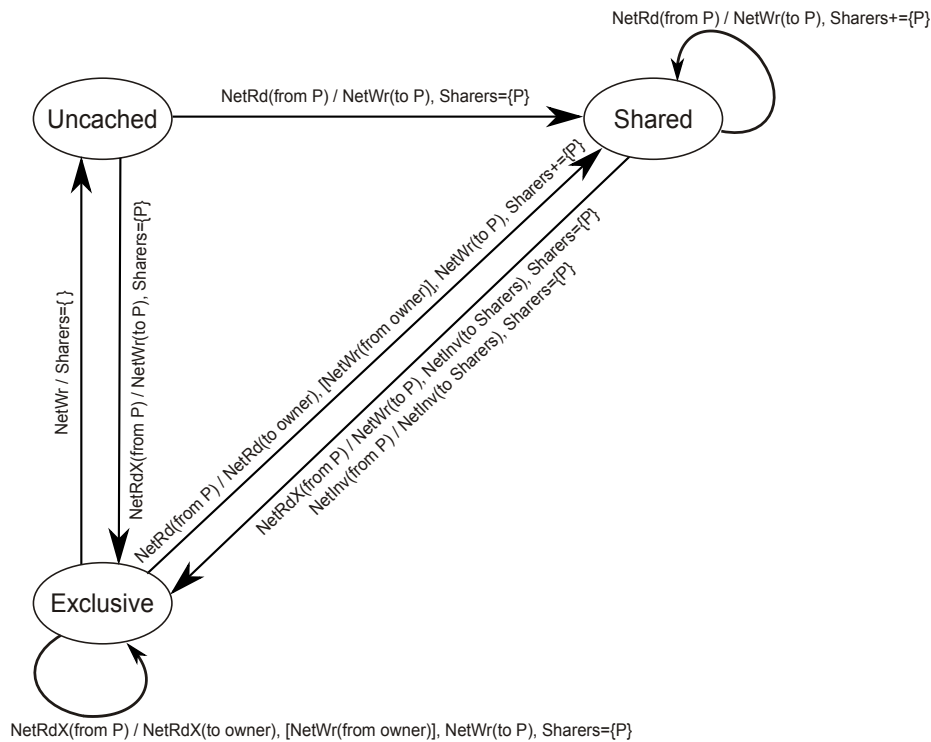 NetRd(from P) / NetWr(to P), Sharers+={P}
NetRd(from P) / NetWr(to P), Sharers={P}
Uncached
Shared
NetWr / Sharers={ }
NetRdX(from P) / NetWr(to P), Sharers={P}
NetRd(from P) / NetRd(to owner), [NetWr(from owner)], NetWr(to P), Sharers+={P}
NetRdX(from P) / NetWr(to P), NetInv(to Sharers), Sharers={P}
NetInv(from P) / NetInv(to Sharers), Sharers={P}
Exclusive
NetRdX(from P) / NetRdX(to owner), [NetWr(from owner)], NetWr(to P), Sharers={P}